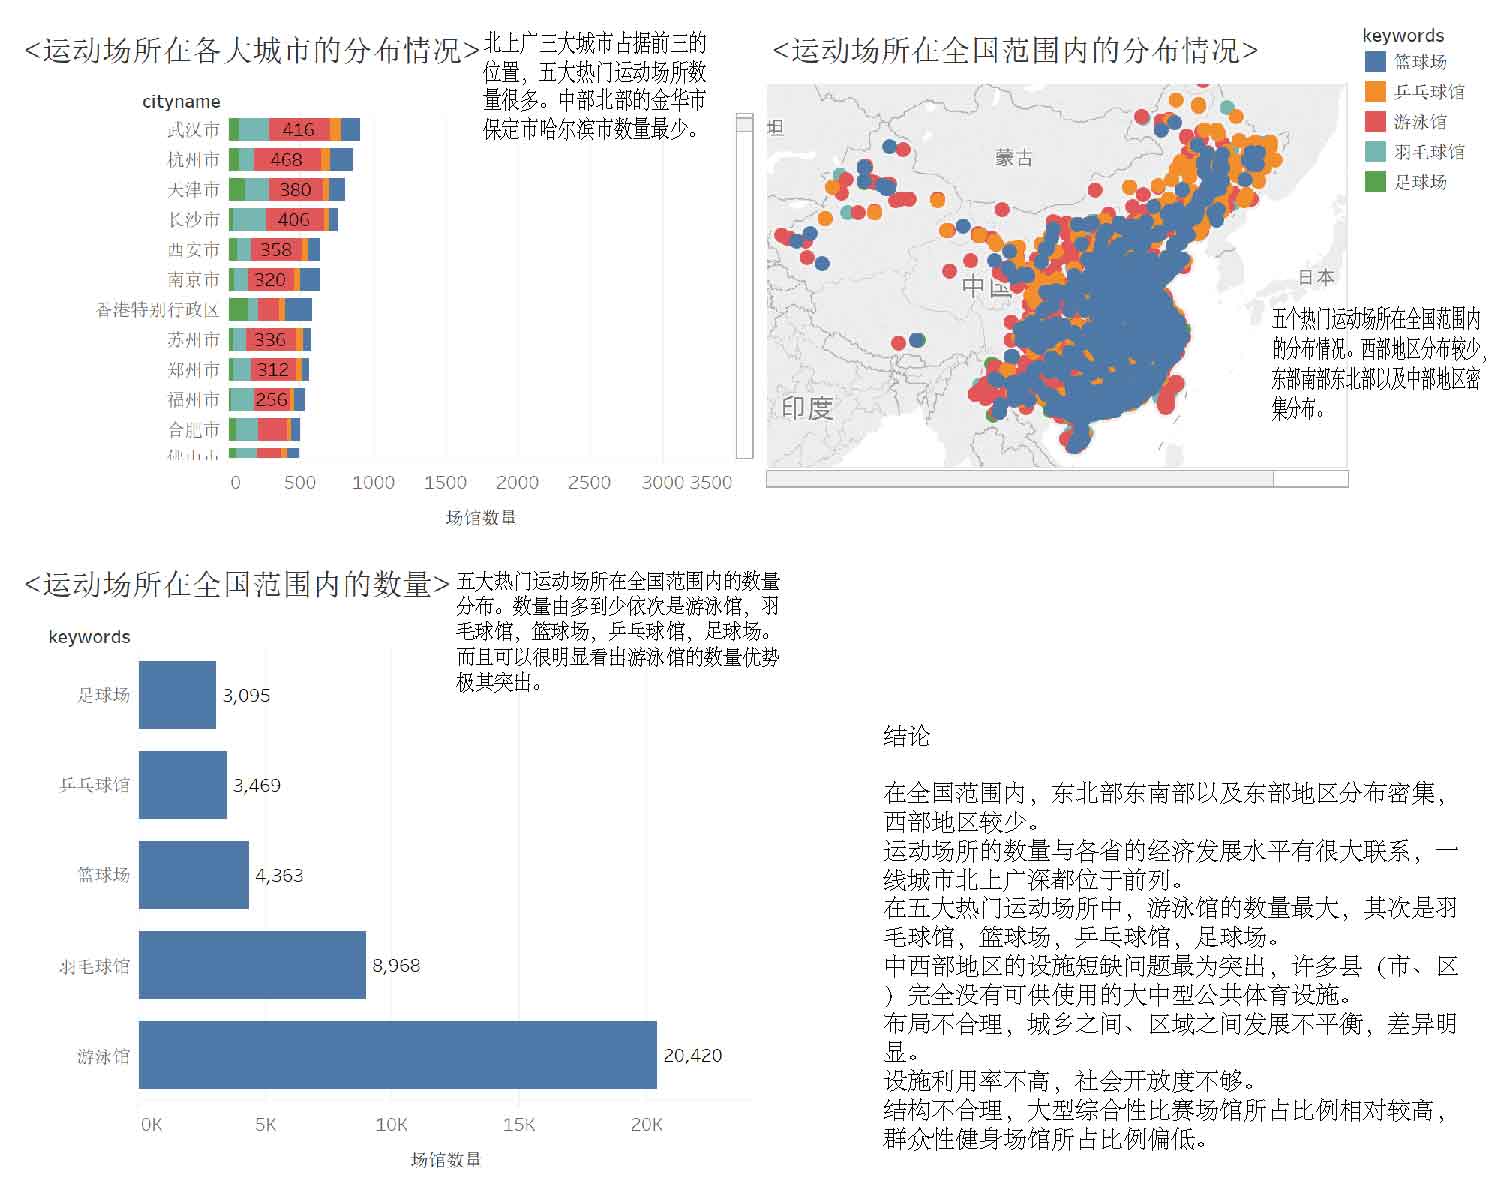 <运动场所在各大城市的分布情况>
北上广三大城市占据前三的
位置，五大热门运动场所数
量很多。中部北部的金华市
保定市哈尔滨市数量最少。
cityname
武汉市
416
杭州市
468
天津市
380
长沙市
406
西安市
358
南京市
320
香港特别行政区
苏州市
336
郑州市
312
福州市
256
合肥市
佛山市
0 500 1000 1500 2000 2500 3000 3500
场馆数量
<运动场所在全国范围内的分布情况>
keywords
篮球场
乒乓球馆
游泳馆
羽毛球馆
足球场
坦
蒙古
中国
日本
印度
五个热门运动场所在全国范围内
的分布情况。西部地区分布较少，
东部南部东北部以及中部地区密
集分布。
<运动场所在全国范围内的数量>
五大热门运动场所在全国范围内的数量
分布。数量由多到少依次是游泳馆，羽
毛球馆，篮球场，乒乓球馆，足球场。
而且可以很明显看出游泳馆的数量优势
极其突出。
keywords
足球场
3,095
乒乓球馆
3,469
篮球场
4,363
羽毛球馆
8,968
游泳馆
20,420
0K 5K 10K 15K 20K
场馆数量
结论
在全国范围内，东北部东南部以及东部地区分布密集，
西部地区较少。
运动场所的数量与各省的经济发展水平有很大联系，一
线城市北上广深都位于前列。
在五大热门运动场所中，游泳馆的数量最大，其次是羽
毛球馆，篮球场，乒乓球馆，足球场。
中西部地区的设施短缺问题最为突出，许多县（市、区
）完全没有可供使用的大中型公共体育设施。
布局不合理，城乡之间、区域之间发展不平衡，差异明
显。
设施利用率不高，社会开放度不够。
结构不合理，大型综合性比赛场馆所占比例相对较高，
群众性健身场馆所占比例偏低。